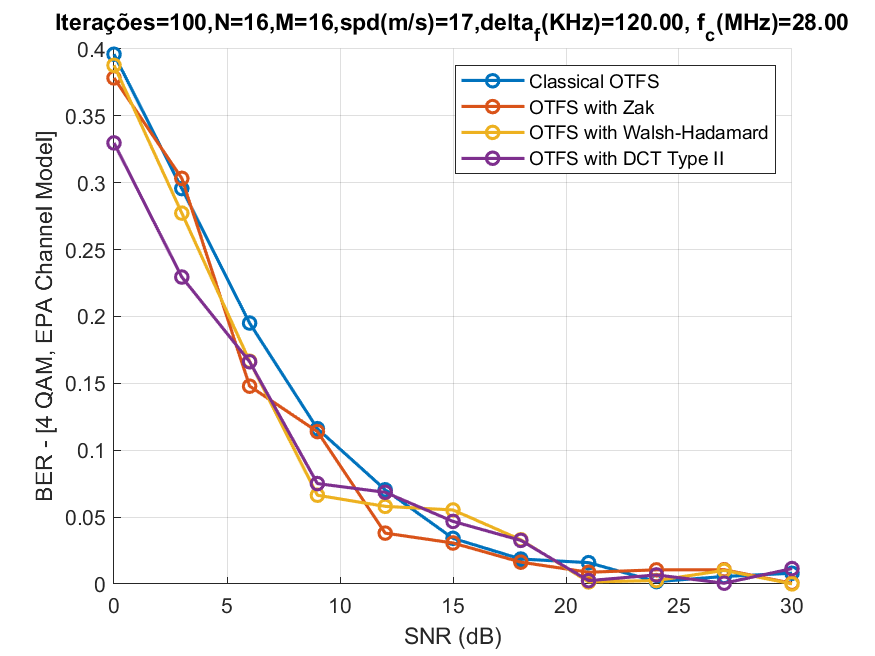 Iterações=100,N=16,M=16,spd(m/s)=17,delta_f(KHz)=120.00, f_c(MHz)=28.00
Classical OTFS
OTFS with Zak
OTFS with Walsh-Hadamard
OTFS with DCT Type II
BER - [4 QAM, EPA Channel Model]
0.4
0.35
0.3
0.25
0.2
0.15
0.1
0.05
0
0 5 10 15 20 25 30
SNR (dB)